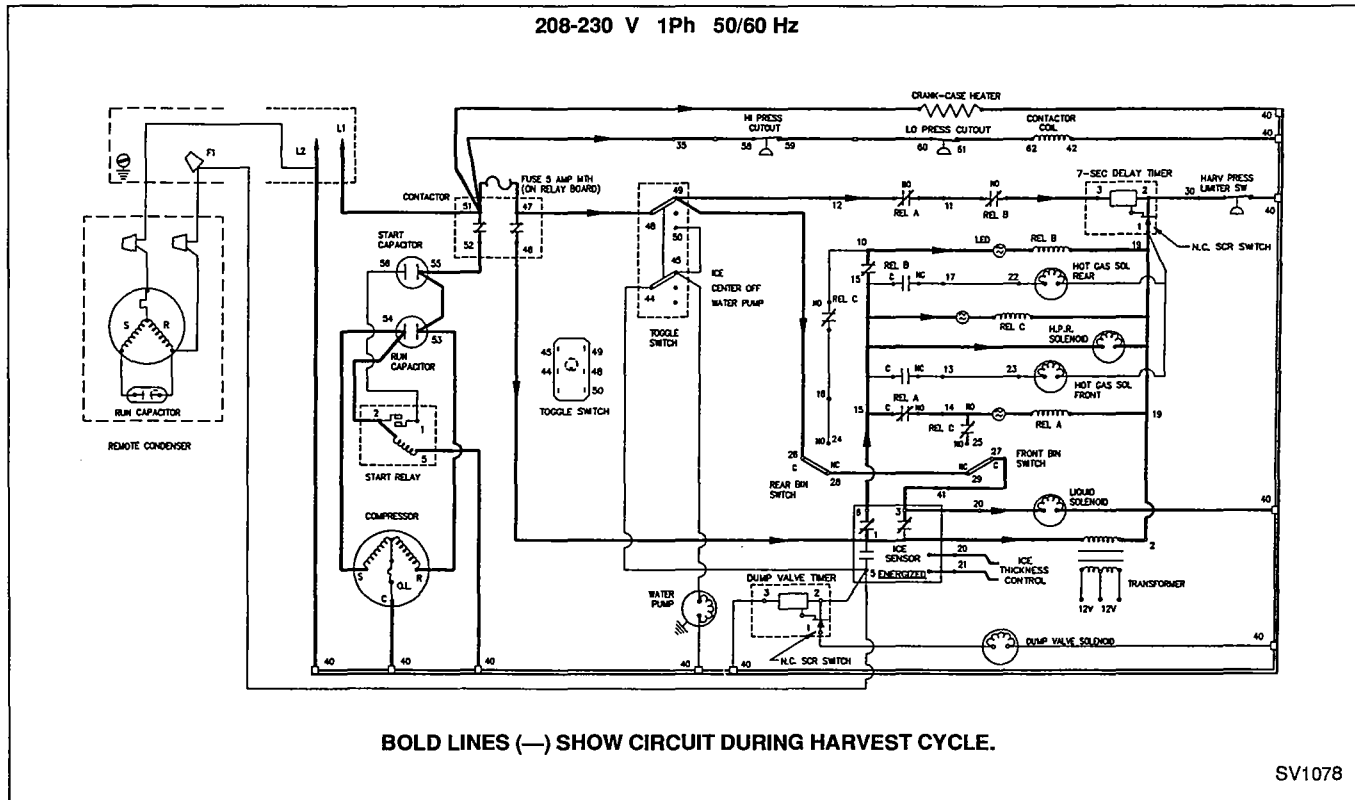 208-230 V 1Ph 50/60 Hz
CRANK-CASE HEATER
40
HI PRESS CUTOUT
LO PRESS CUTOUT
CONTACTOR COIL
40
35 58 59 60 61 62 42
L1
L2
F1
FUSE 5 AMP MTH
(ON RELAY BOARD)
CONTACTOR
51 47
52 46
49
48
50
45
44
ICE
CENTER OFF
WATER PUMP
TOGGLE SWITCH
12
NO
REL A
11
NO
REL B
7-SEC DELAY TIMER
3 2
1
30
HARV PRESS LIMITER SW
40
N.C. SCR SWITCH
START CAPACITOR
56 55
54 53
RUN CAPACITOR
10
LED
REL B
19
15
REL B
C NC 17 22
HOT GAS SOL REAR
NO
REL C
REL C
H.P.R. SOLENOID
C NC 13 23
HOT GAS SOL FRONT
REL A
15
C NO 14 NO
REL C
25
REL A
19
16
NO 24
45 49
44 48
50
TOGGLE SWITCH
S R
RUN CAPACITOR
REMOTE CONDENSER
2 1
5
START RELAY
26
C NC
28
REAR BIN SWITCH
27
NC C
29
FRONT BIN SWITCH
41
20
LIQUID SOLENOID
40
COMPRESSOR
S R
O.L.
C
6 3
1
ICE SENSOR
5 ENERGIZED
20
21
ICE THICKNESS CONTROL
2
TRANSFORMER
12V 12V
WATER PUMP
DUMP VALVE TIMER
3 2
1
N.C. SCR SWITCH
DUMP VALVE SOLENOID
40
40 40 40 40 40
BOLD LINES (—) SHOW CIRCUIT DURING HARVEST CYCLE.
SV1078